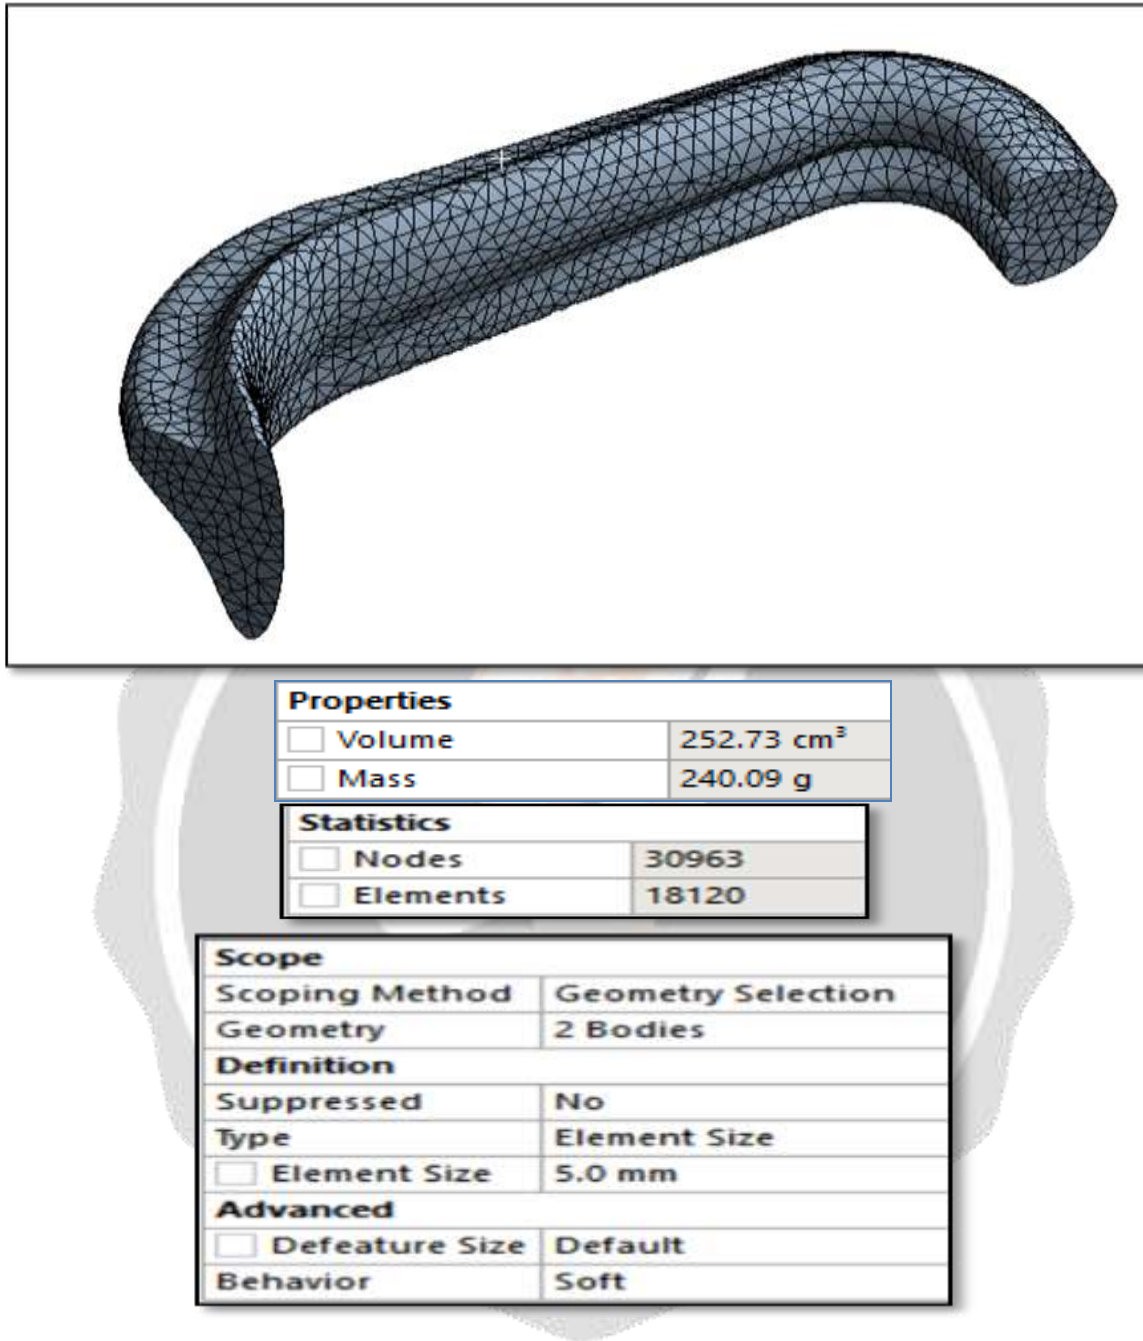 Properties
Volume 252.73 cm³
Mass 240.09 g
Statistics
Nodes 30963
Elements 18120
Scope
Scoping Method Geometry Selection
Geometry 2 Bodies
Definition
Suppressed No
Type Element Size
Element Size 5.0 mm
Advanced
Defeature Size Default
Behavior Soft